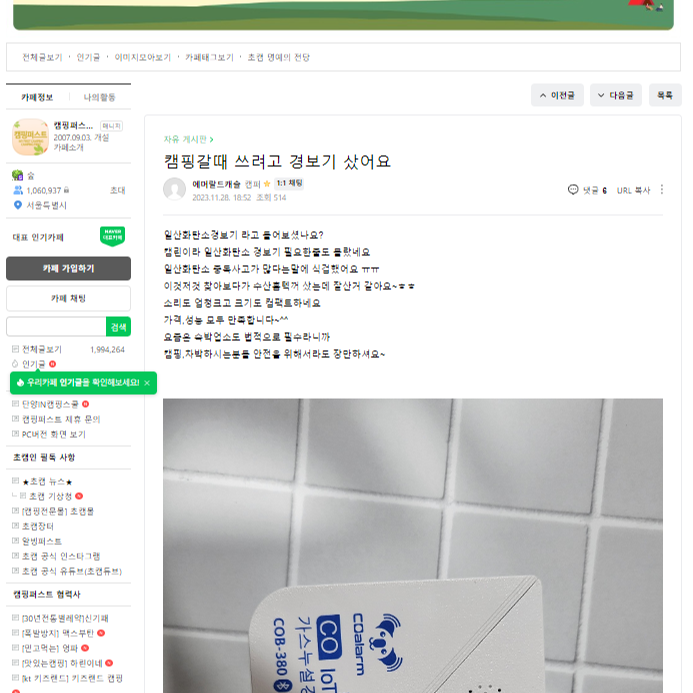 전체글보기 · 인기글 · 이미지모아보기 · 카페태그보기 · 초캠 명예의 전당
카페정보
나의활동
캠핑퍼스트
캠핑퍼스...
매니저
2007.09.03. 개설
카페소개
숲
1,060,937
초대
서울특별시
대표 인기카페
NAVER
대표카페
카페 가입하기
카페 채팅
검색
전체글보기
1,994,264
인기글
우리카페 인기글을 확인해보세요! ×
단양IN캠핑스쿨
캠핑퍼스트 제휴 문의
PC버전 화면 보기
초캠인 필독 사항
★초캠 뉴스★
초캠 기상청
[캠핑전문몰] 초캠몰
초캠장터
알빙퍼스트
초캠 공식 인스타그램
초캠 공식 유튜브(초캠튜브)
캠핑퍼스트 협력사
[30년전통벌레약]신기패
[폭발방지] 맥스부탄
[믿고먹는] 영파
[맛있는캠핑] 하린이네
[kt 키즈랜드] 키즈랜드 캠핑
이전글
다음글
목록
자유 게시판 >
캠핑갈때 쓰려고 경보기 샀어요
에머랄드캐슬 캠퍼 1:1 채팅
2023.11.28. 18:52 조회 514
댓글 6 URL 복사
일산화탄소경보기 라고 들어보셨나요?
캠린이라 일산화탄소 경보기 필요한줄도 몰랐네요
일산화탄소 중독사고가 많다는말에 식겁했어요 ㅠㅠ
이것저것 찾아보다가 수산홈텍꺼 샀는데 잘산거 같아요~ㅎㅎ
소리도 엄청크고 크기도 컴팩트하네요
가격,성능 모두 만족합니다~^^
요즘은 숙박업소도 법적으로 필수라니까
캠핑,차박하시는분들 안전을 위해서라도 장만하셔요~
COalarm
CO IoT
가스누설경
COB-380